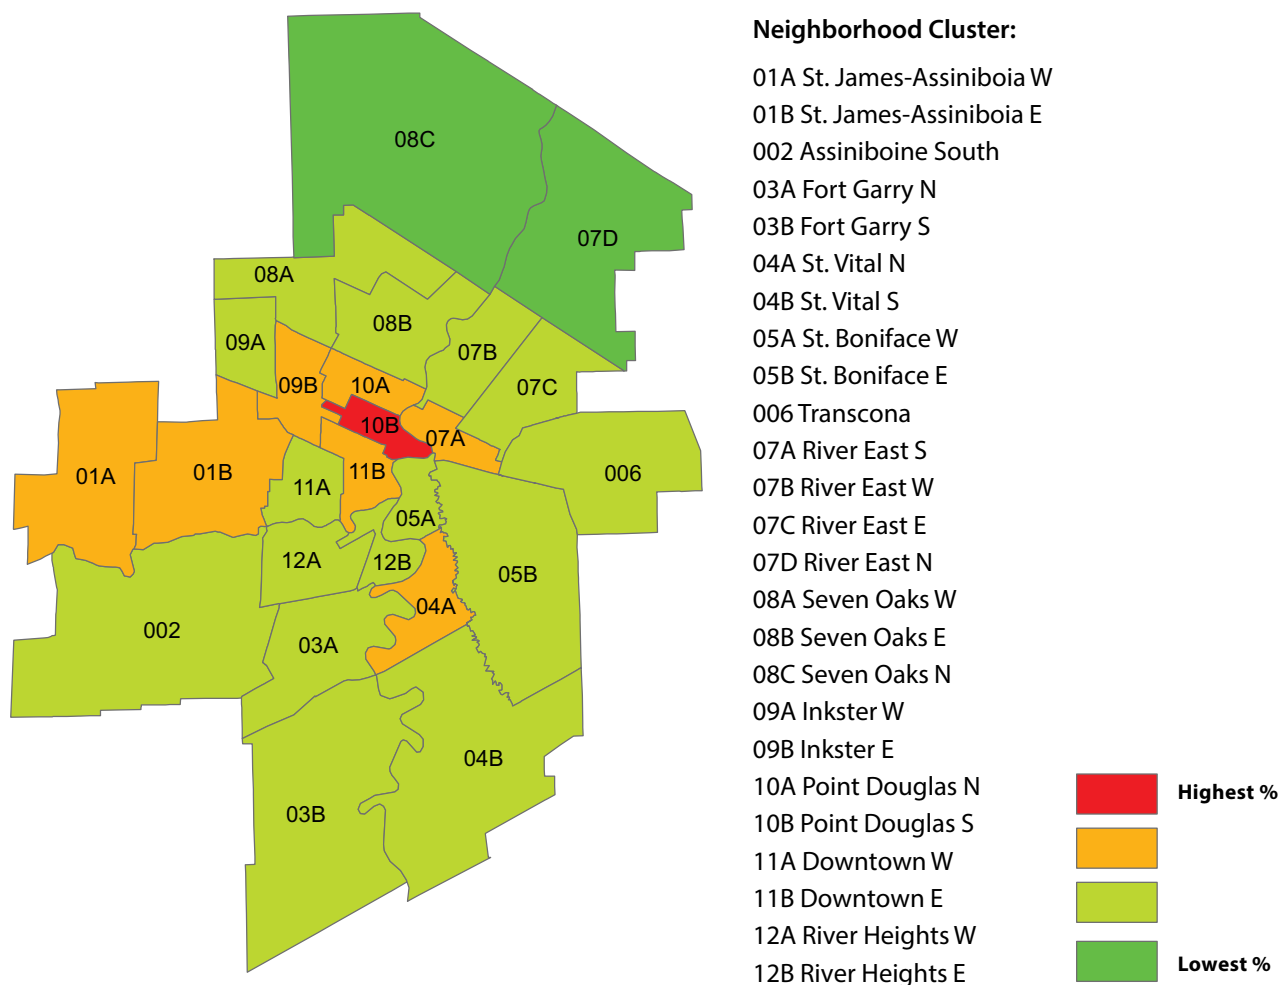 Neighborhood Cluster:
01A St. James-Assiniboia W
01B St. James-Assiniboia E
002 Assiniboine South
03A Fort Garry N
03B Fort Garry S
04A St. Vital N
04B St. Vital S
05A St. Boniface W
05B St. Boniface E
006 Transcona
07A River East S
07B River East W
07C River East E
07D River East N
08A Seven Oaks W
08B Seven Oaks E
08C Seven Oaks N
09A Inkster W
09B Inkster E
10A Point Douglas N
10B Point Douglas S
11A Downtown W
11B Downtown E
12A River Heights W
12B River Heights E
Highest %
Lowest %
08C
07D
08A
08B
09A
07B
09B
10A
07C
10B
07A
01A
01B
11B
006
11A
05A
12A
12B
05B
04A
002
03A
04B
03B